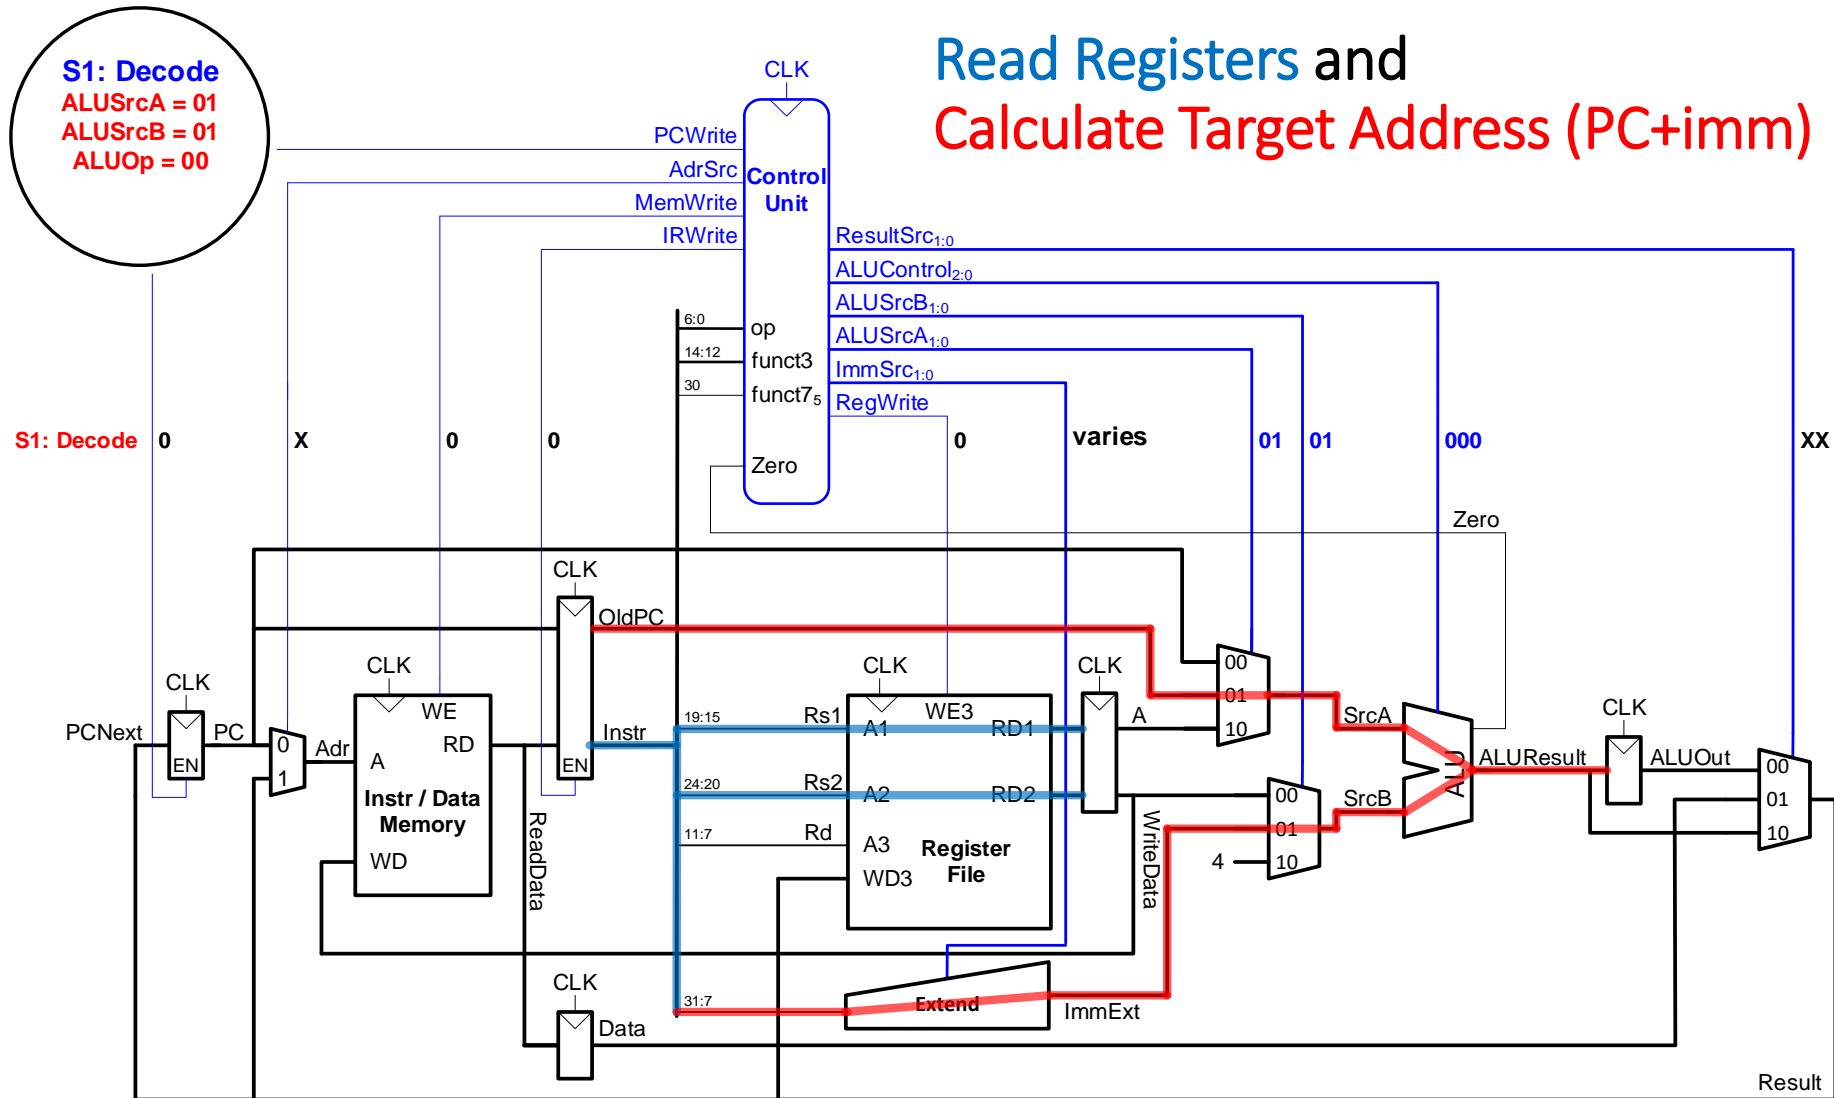 Read Registers and
Calculate Target Address (PC+imm)
S1: Decode
ALUSrcA = 01
ALUSrcB = 01
ALUOp = 00
CLK
PCWrite
AdrSrc
MemWrite
IRWrite
Control
Unit
ResultSrc1:0
ALUControl2:0
ALUSrcB1:0
ALUSrcA1:0
ImmSrc1:0
RegWrite
6:0 op
14:12 funct3
30 funct75
Zero
S1: Decode 0 X 0 0 0 varies 01 01 000 XX
Zero
CLK
OldPC
CLK
PCNext
EN
PC
0
1
Adr
CLK
WE
A
RD
Instr / Data
Memory
WD
ReadData
EN
Instr
19:15 Rs1
24:20 Rs2
11:7 Rd
31:7
CLK
WE3
A1 RD1
A2 RD2
A3
WD3
Register
File
CLK
A
WriteData
00
01
10
00
01
4 10
SrcA
SrcB
ALU
ALUResult
CLK
ALUOut
00
01
10
Extend
ImmExt
CLK
Data
Result